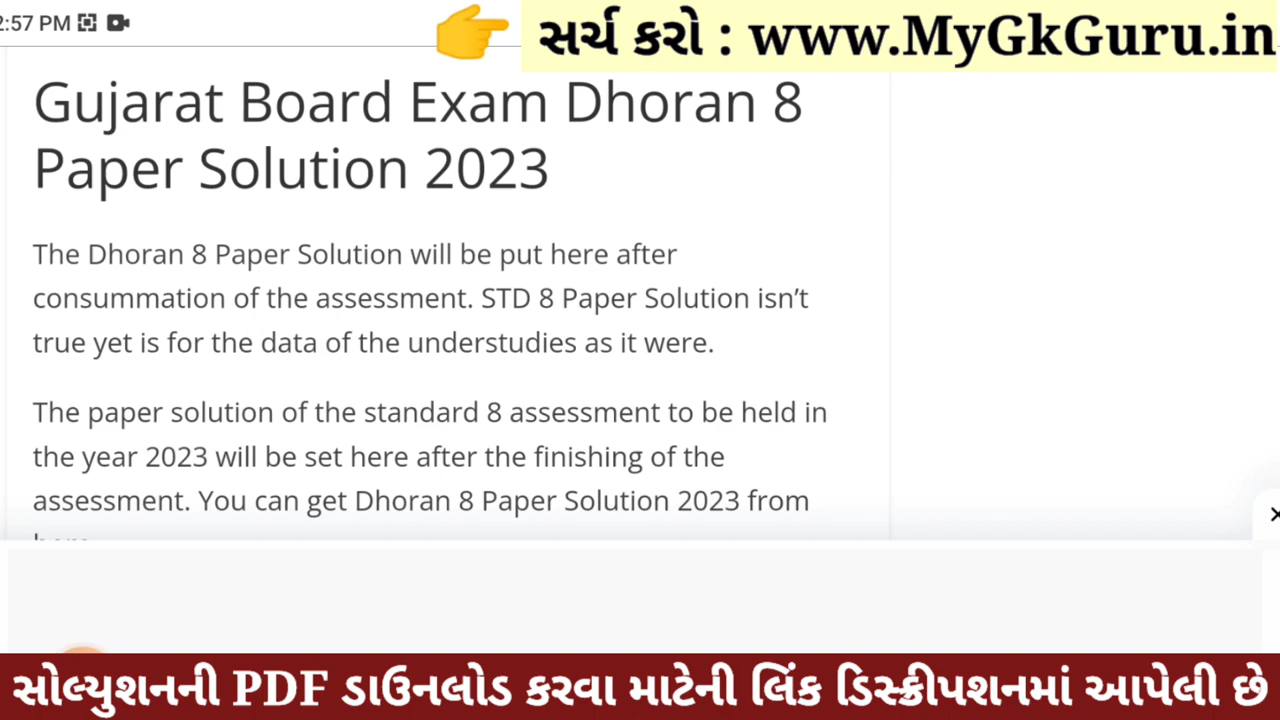 2:57 PM
👉 સર્ચ કરો : www.MyGkGuru.in
Gujarat Board Exam Dhoran 8
Paper Solution 2023
The Dhoran 8 Paper Solution will be put here after
consummation of the assessment. STD 8 Paper Solution isn’t
true yet is for the data of the understudies as it were.
The paper solution of the standard 8 assessment to be held in
the year 2023 will be set here after the finishing of the
assessment. You can get Dhoran 8 Paper Solution 2023 from
સોલ્યુશનની PDF ડાઉનલોડ કરવા માટેની લિંક ડિસ્ક્રીપશનમાં આપેલી છે